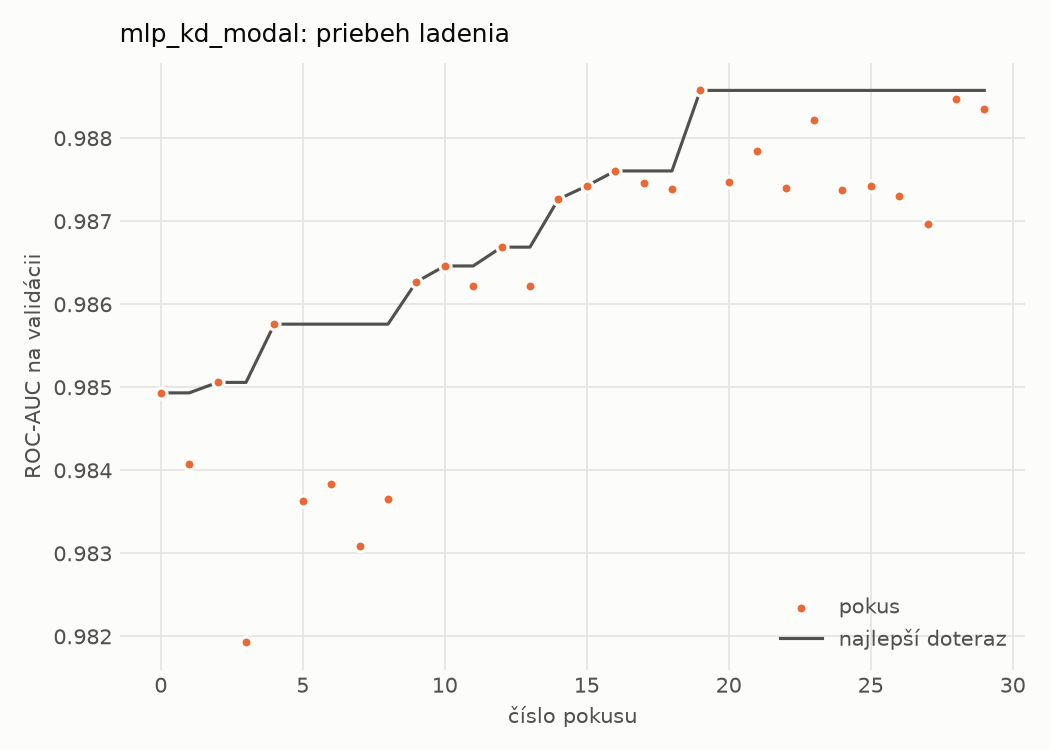 mlp_kd_modal: priebeh ladenia
ROC-AUC na validácii
0.988
0.987
0.986
0.985
0.984
0.983
0.982
0 5 10 15 20 25 30
číslo pokusu
pokus
najlepší doteraz